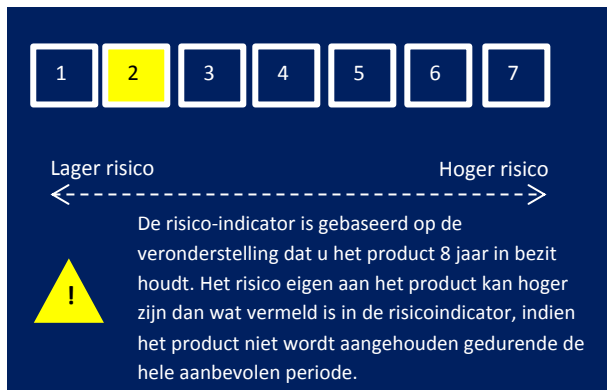 1 2 3 4 5 6 7
Lager risico Hoger risico
De risico-indicator is gebaseerd op de
veronderstelling dat u het product 8 jaar in bezit
houdt. Het risico eigen aan het product kan hoger
zijn dan wat vermeld is in de risicoindicator, indien
het product niet wordt aangehouden gedurende de
hele aanbevolen periode.
!